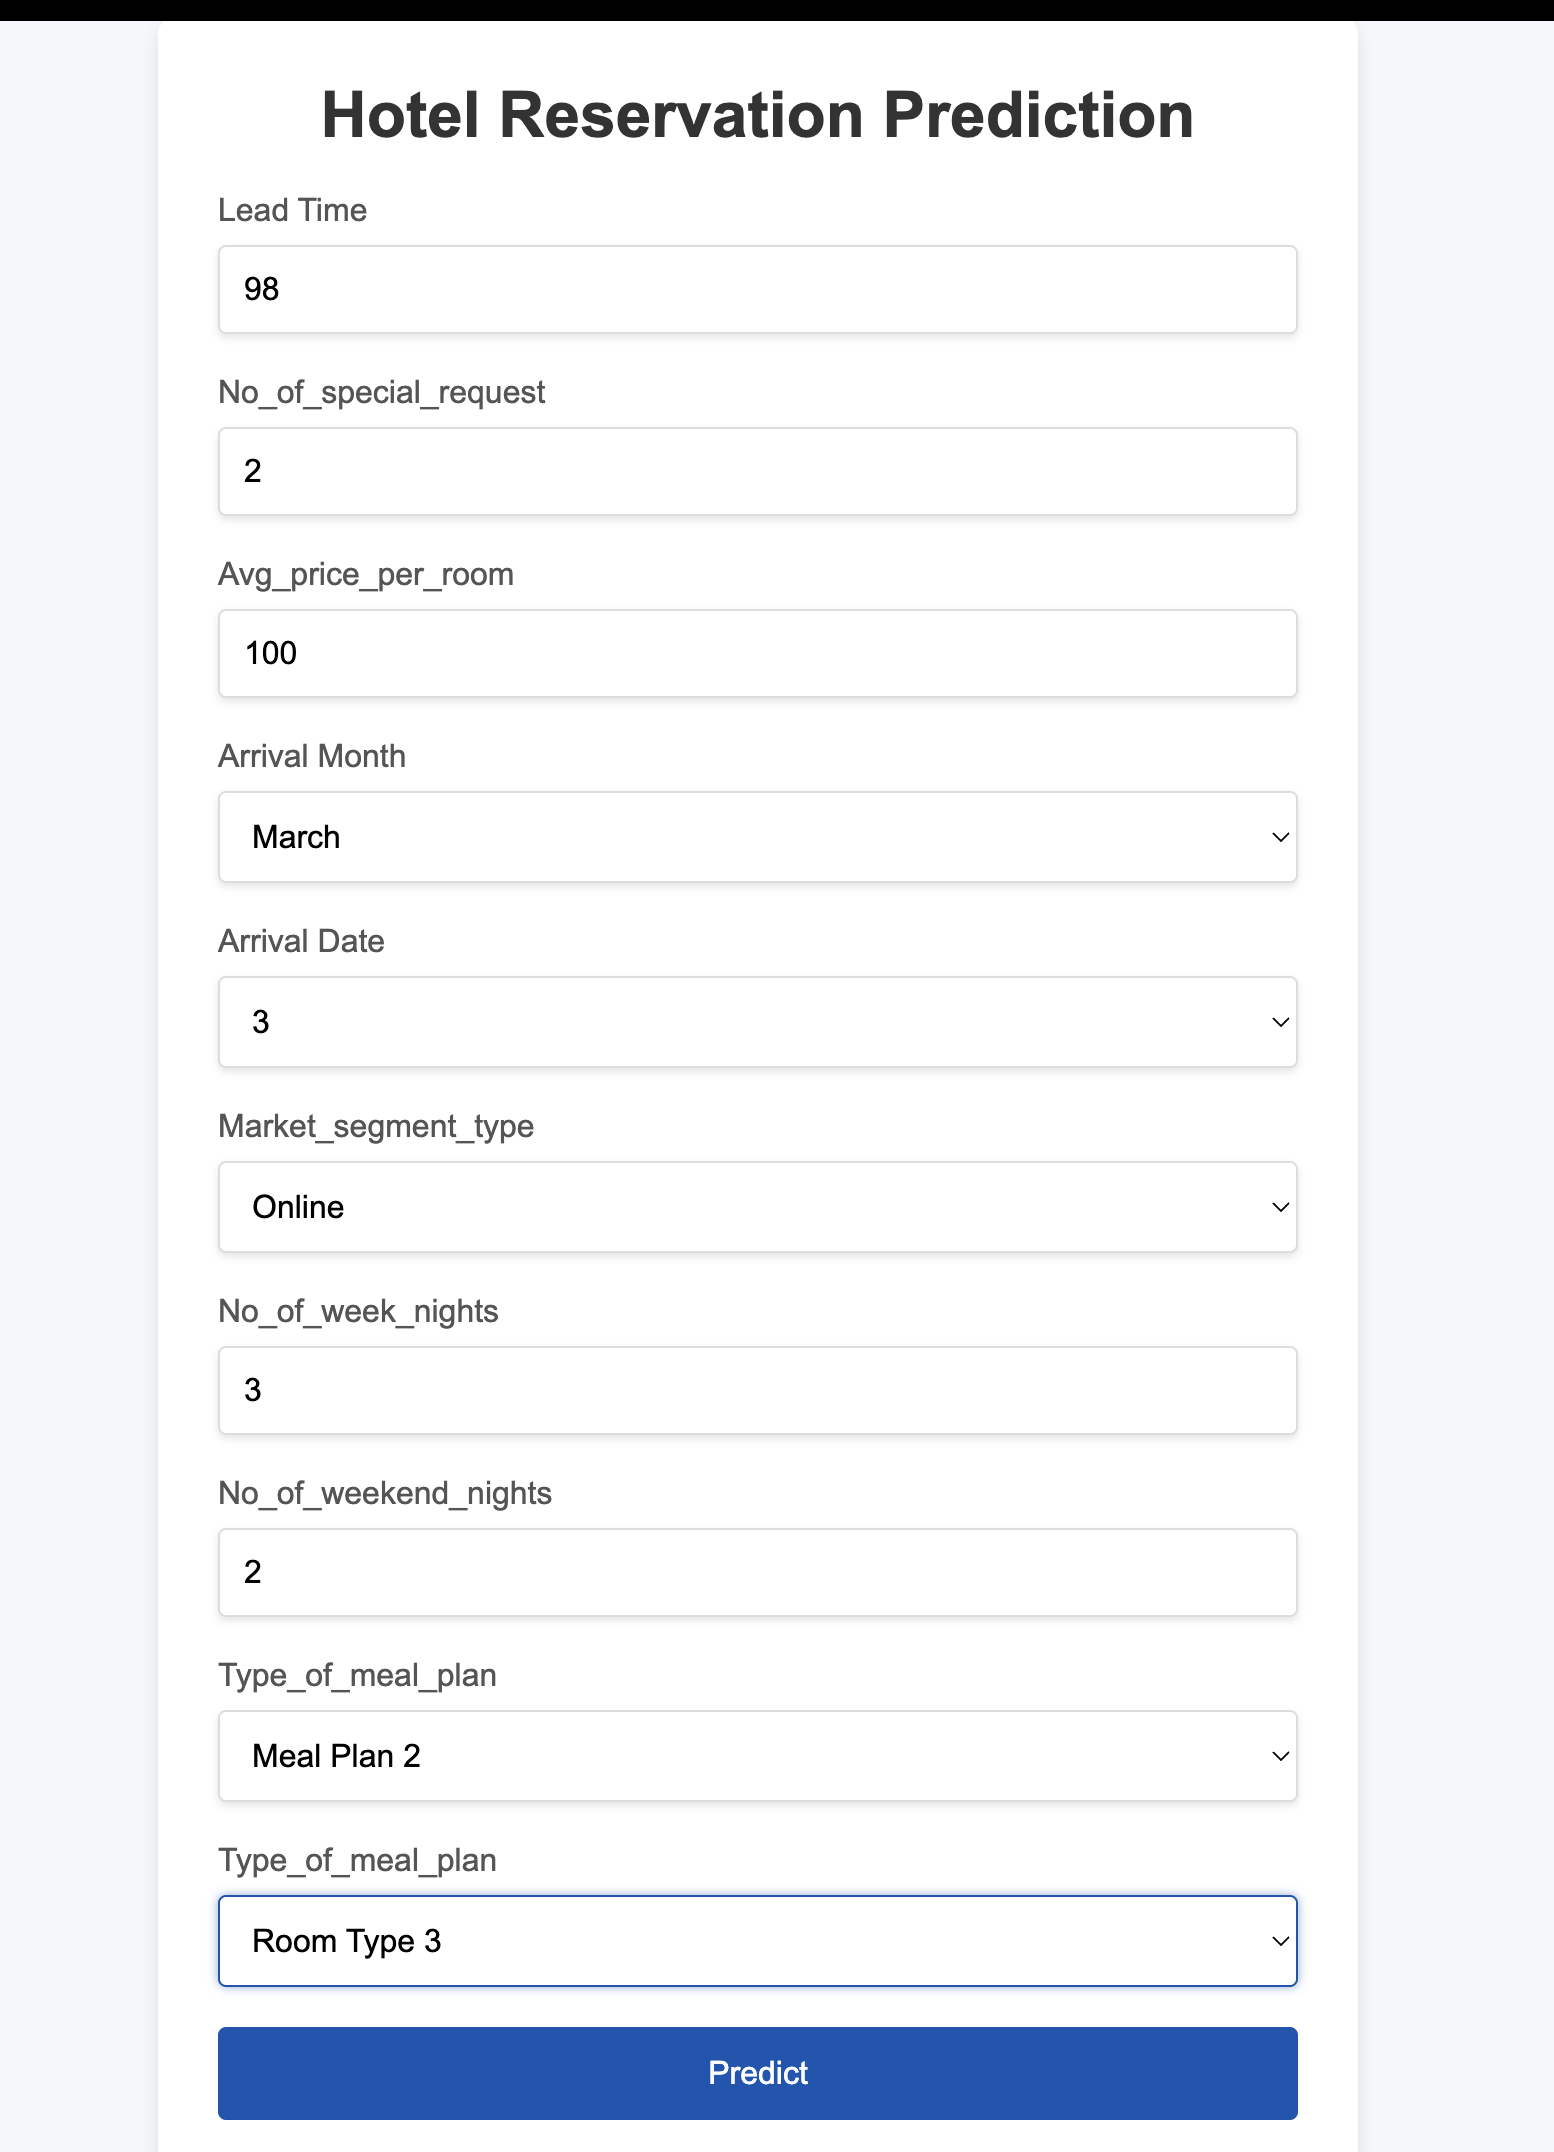 Hotel Reservation Prediction
Lead Time
98
No_of_special_request
2
Avg_price_per_room
100
Arrival Month
March
Arrival Date
3
Market_segment_type
Online
No_of_week_nights
3
No_of_weekend_nights
2
Type_of_meal_plan
Meal Plan 2
Type_of_meal_plan
Room Type 3
Predict